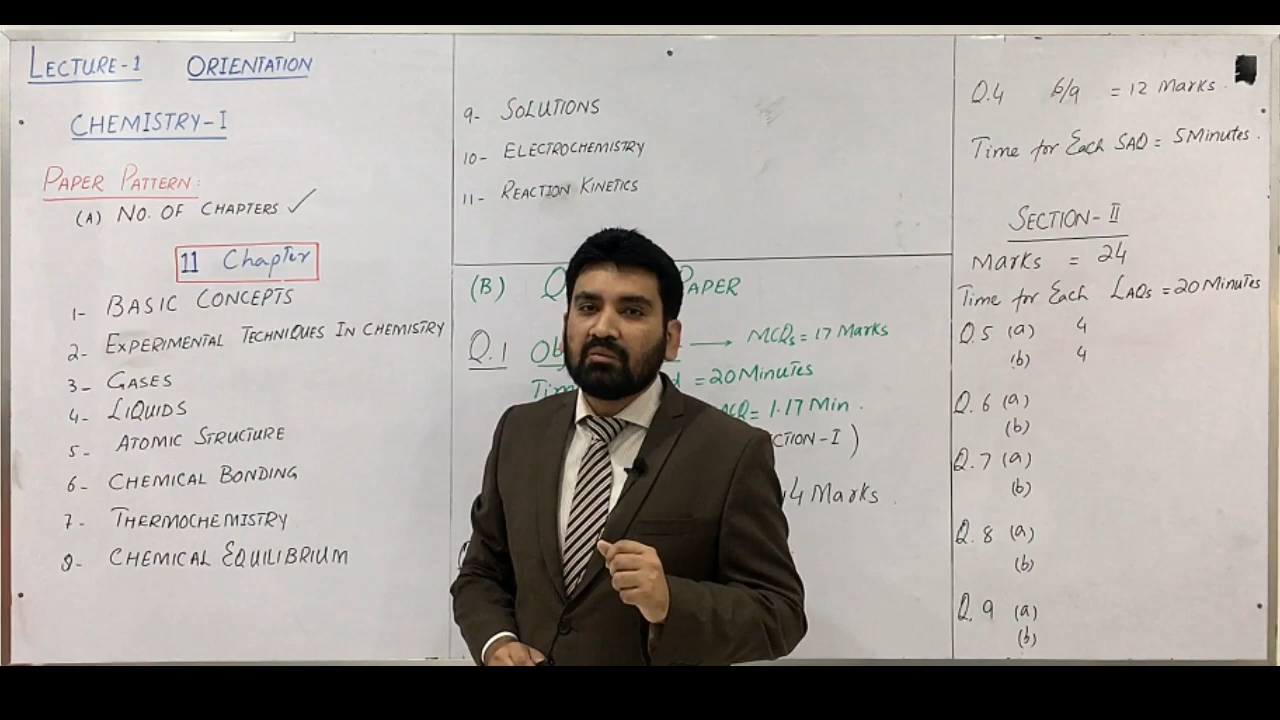 LECTURE-1 ORIENTATION
CHEMISTRY-I
PAPER PATTERN:
(A) NO. OF CHAPTERS ✓
11 Chapter
1- BASIC CONCEPTS
2- EXPERIMENTAL TECHNIQUES IN CHEMISTRY
3- GASES
4- LIQUIDS
5- ATOMIC STRUCTURE
6- CHEMICAL BONDING
7- THERMOCHEMISTRY
8- CHEMICAL EQUILIBRIUM
9- SOLUTIONS
10- ELECTROCHEMISTRY
11- REACTION KINETICS
(B) PAPER
Q.1 → MCQs = 17 Marks
= 20 Minutes
= 1.17 Min.
4 Marks.
Q.4 6/9 = 12 Marks.
Time for Each SAQ = 5 Minutes.
SECTION-II
Marks = 24
Time for Each LAQs = 20 Minutes
Q.5 (a) 4
(b) 4
Q.6 (a)
(b)
Q.7 (a)
(b)
Q.8 (a)
(b)
Q.9 (a)
(b)